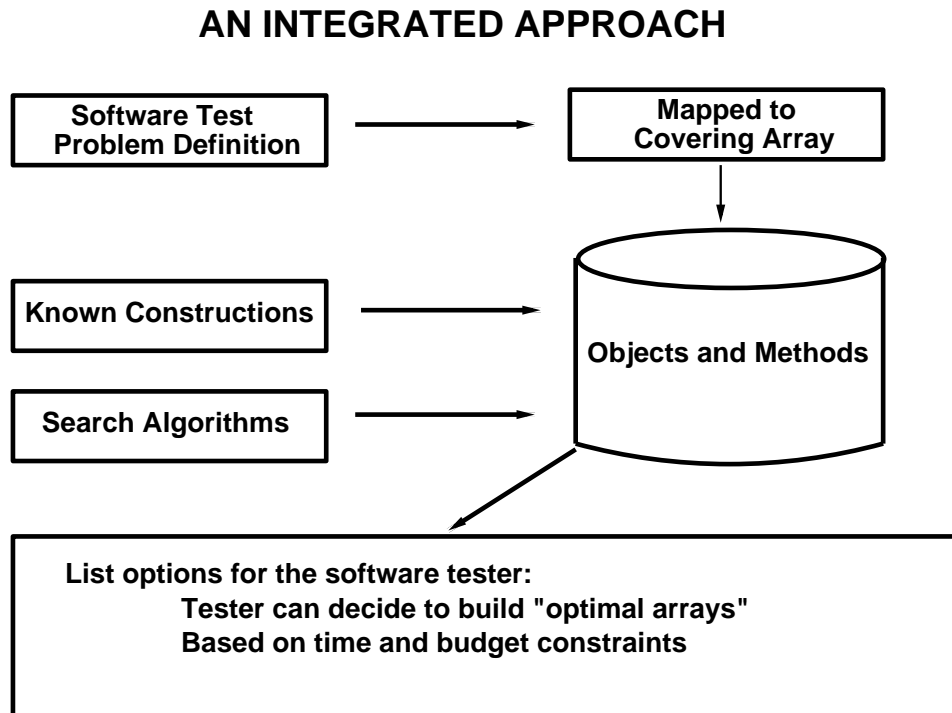 AN INTEGRATED APPROACH
Software Test
Problem Definition
Mapped to
Covering Array
Known Constructions
Objects and Methods
Search Algorithms
List options for the software tester:
Tester can decide to build "optimal arrays"
Based on time and budget constraints